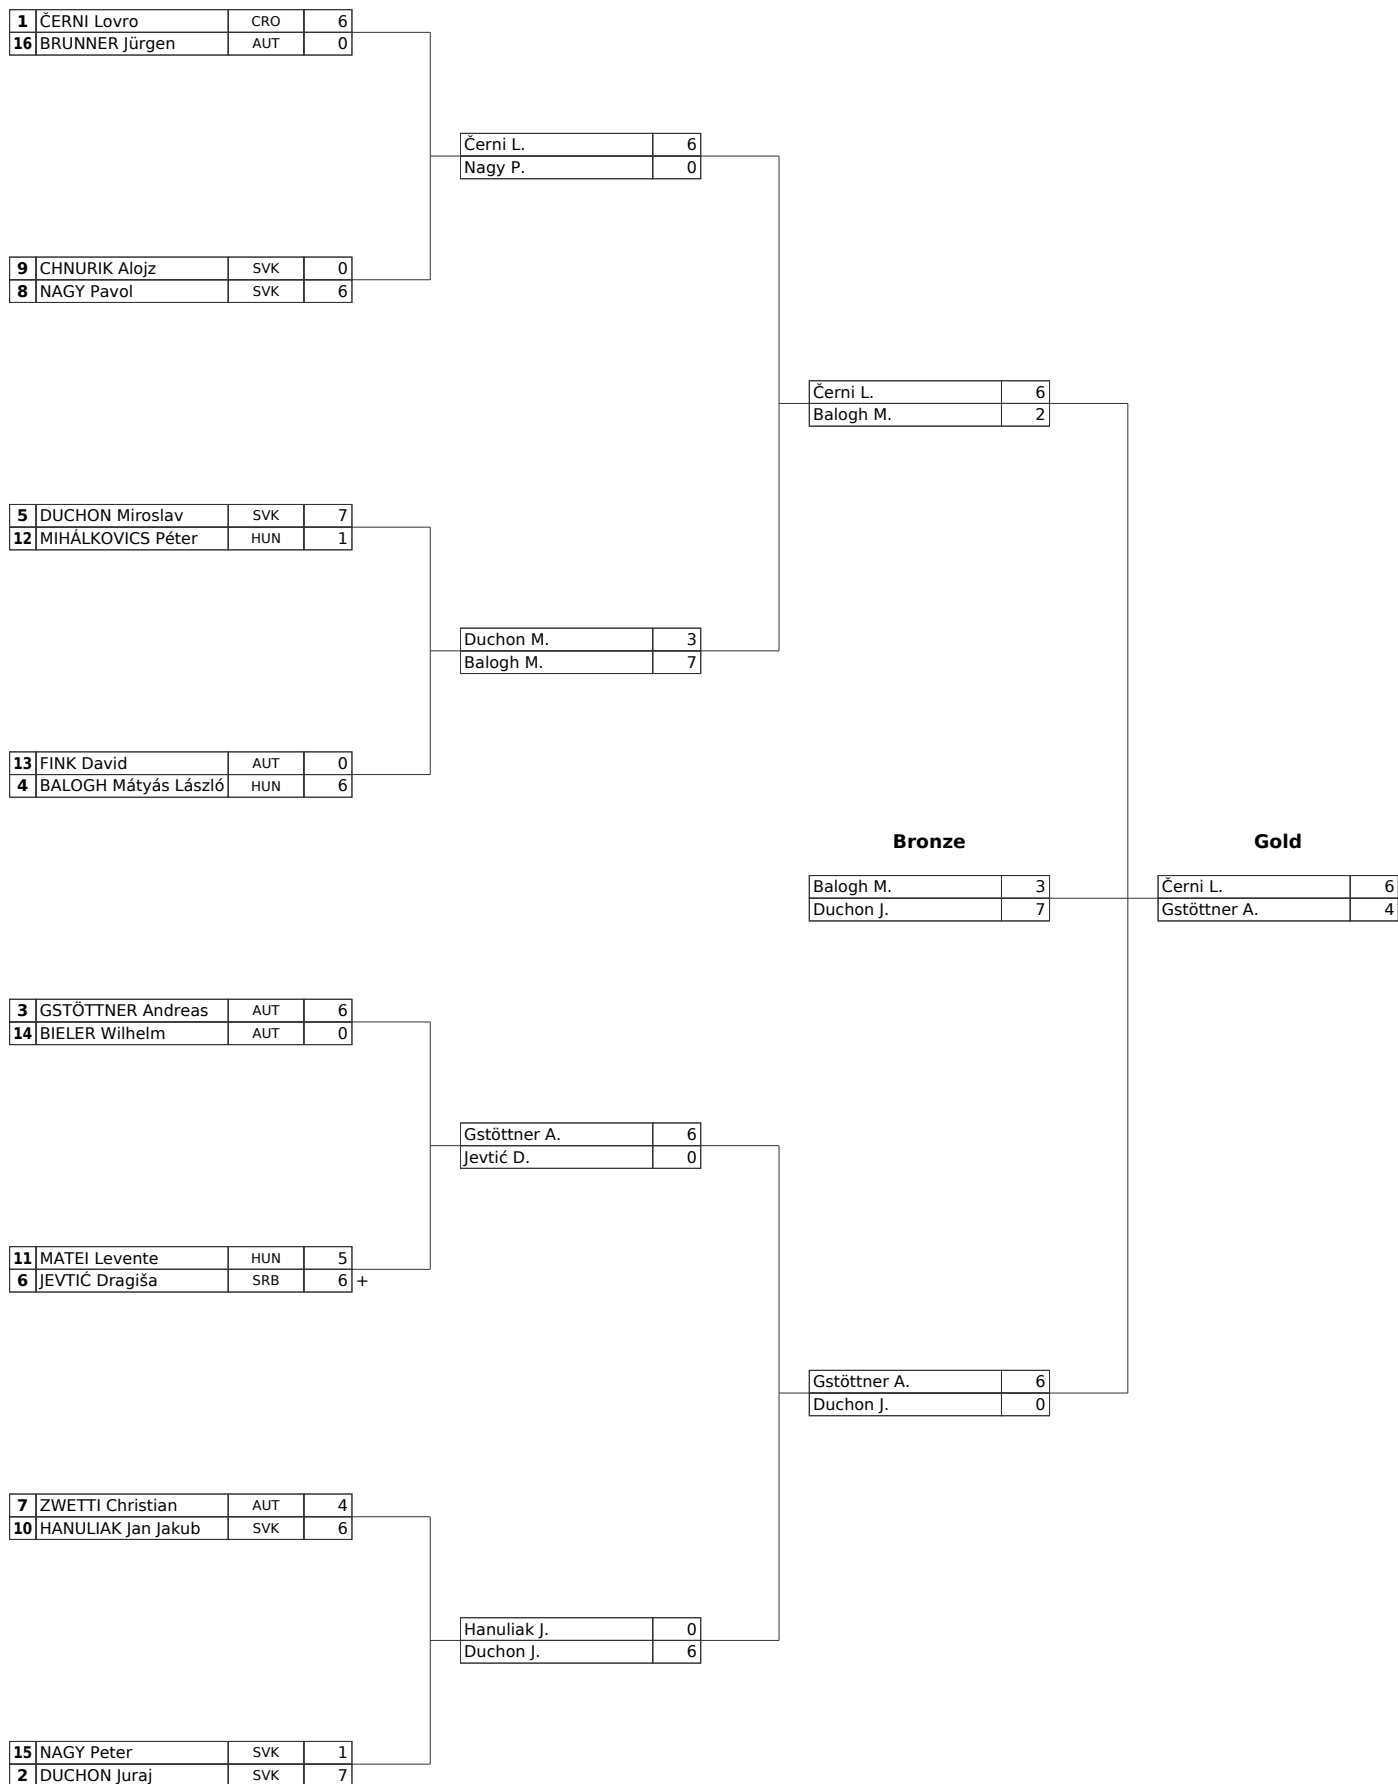 1 ČERNI Lovro CRO 6
16 BRUNNER Jürgen AUT 0
Černi L. 6
Nagy P. 0
9 CHNURIK Alojz SVK 0
8 NAGY Pavol SVK 6
Černi L. 6
Balogh M. 2
5 DUCHON Miroslav SVK 7
12 MIHÁLKOVICS Péter HUN 1
Duchon M. 3
Balogh M. 7
13 FINK David AUT 0
4 BALOGH Mátyás László HUN 6
Bronze Gold
Balogh M. 3 Černi L. 6
Duchon J. 7 Gstöttner A. 4
3 GSTÖTTNER Andreas AUT 6
14 BIELER Wilhelm AUT 0
Gstöttner A. 6
Jevtić D. 0
11 MATEI Levente HUN 5
6 JEVTIĆ Dragiša SRB 6 +
Gstöttner A. 6
Duchon J. 0
7 ZWETTI Christian AUT 4
10 HANULIAK Jan Jakub SVK 6
Hanuliak J. 0
Duchon J. 6
15 NAGY Peter SVK 1
2 DUCHON Juraj SVK 7